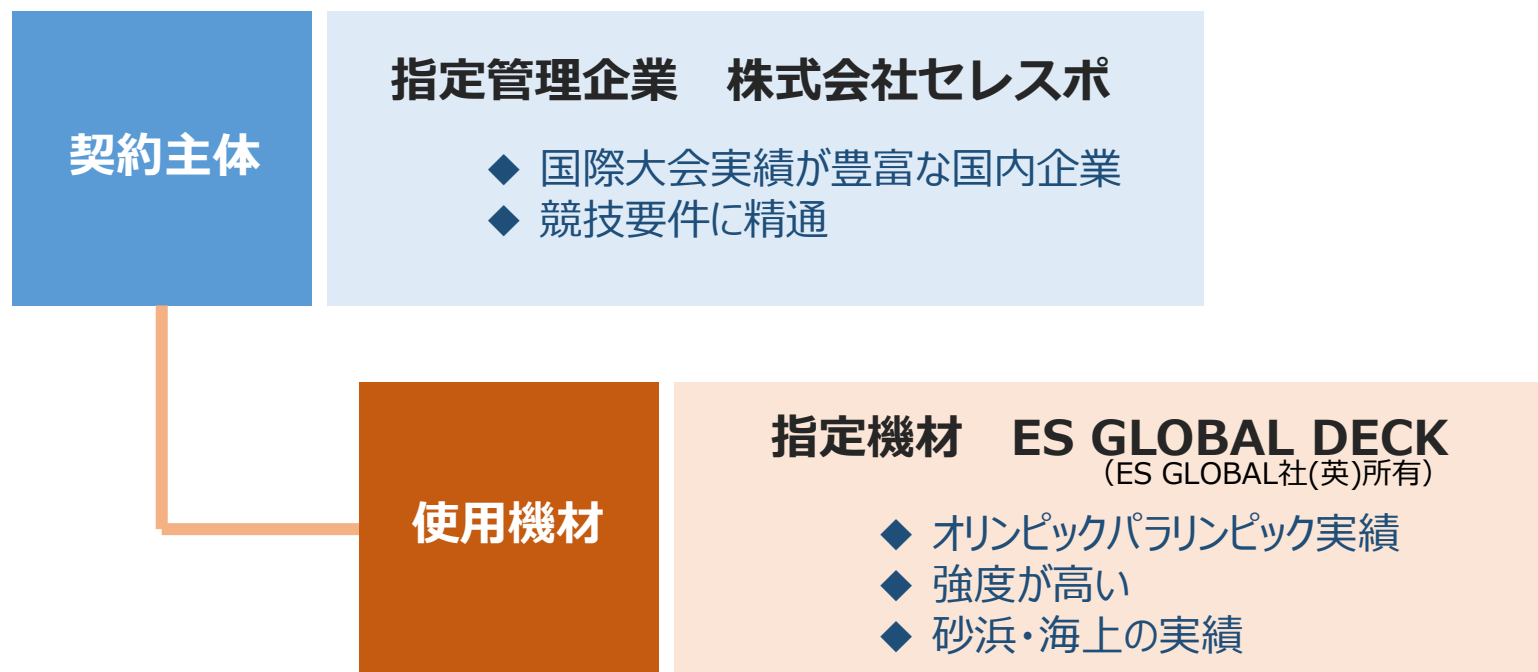 契約主体
指定管理企業　株式会社セレスポ
◆ 国際大会実績が豊富な国内企業
◆ 競技要件に精通
使用機材
指定機材　ES GLOBAL DECK
（ES GLOBAL社(英)所有）
◆ オリンピックパラリンピック実績
◆ 強度が高い
◆ 砂浜・海上の実績